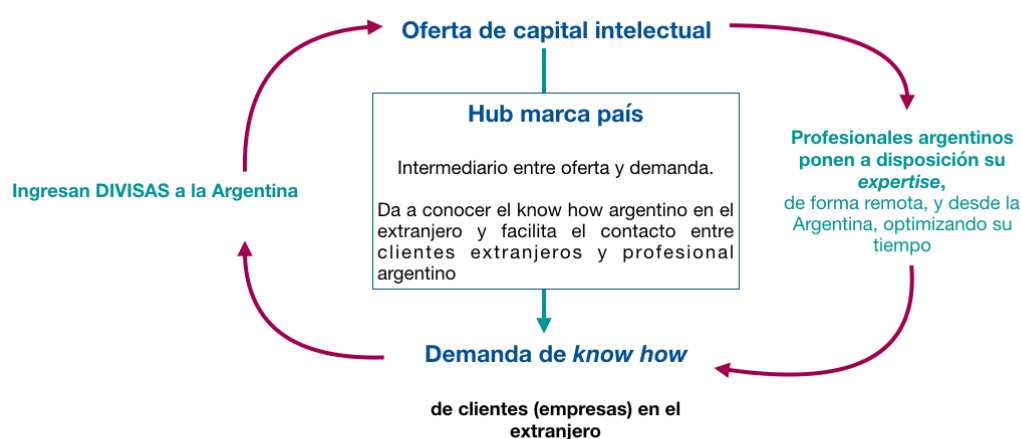 Oferta de capital intelectual
Hub marca país
Intermediario entre oferta y demanda.
Da a conocer el know how argentino en el
extranjero y facilita el contacto entre
clientes extranjeros y profesional
argentino
Profesionales argentinos
ponen a disposición su
expertise,
de forma remota, y desde la
Argentina, optimizando su
tiempo
Demanda de know how
de clientes (empresas) en el
extranjero
Ingresan DIVISAS a la Argentina